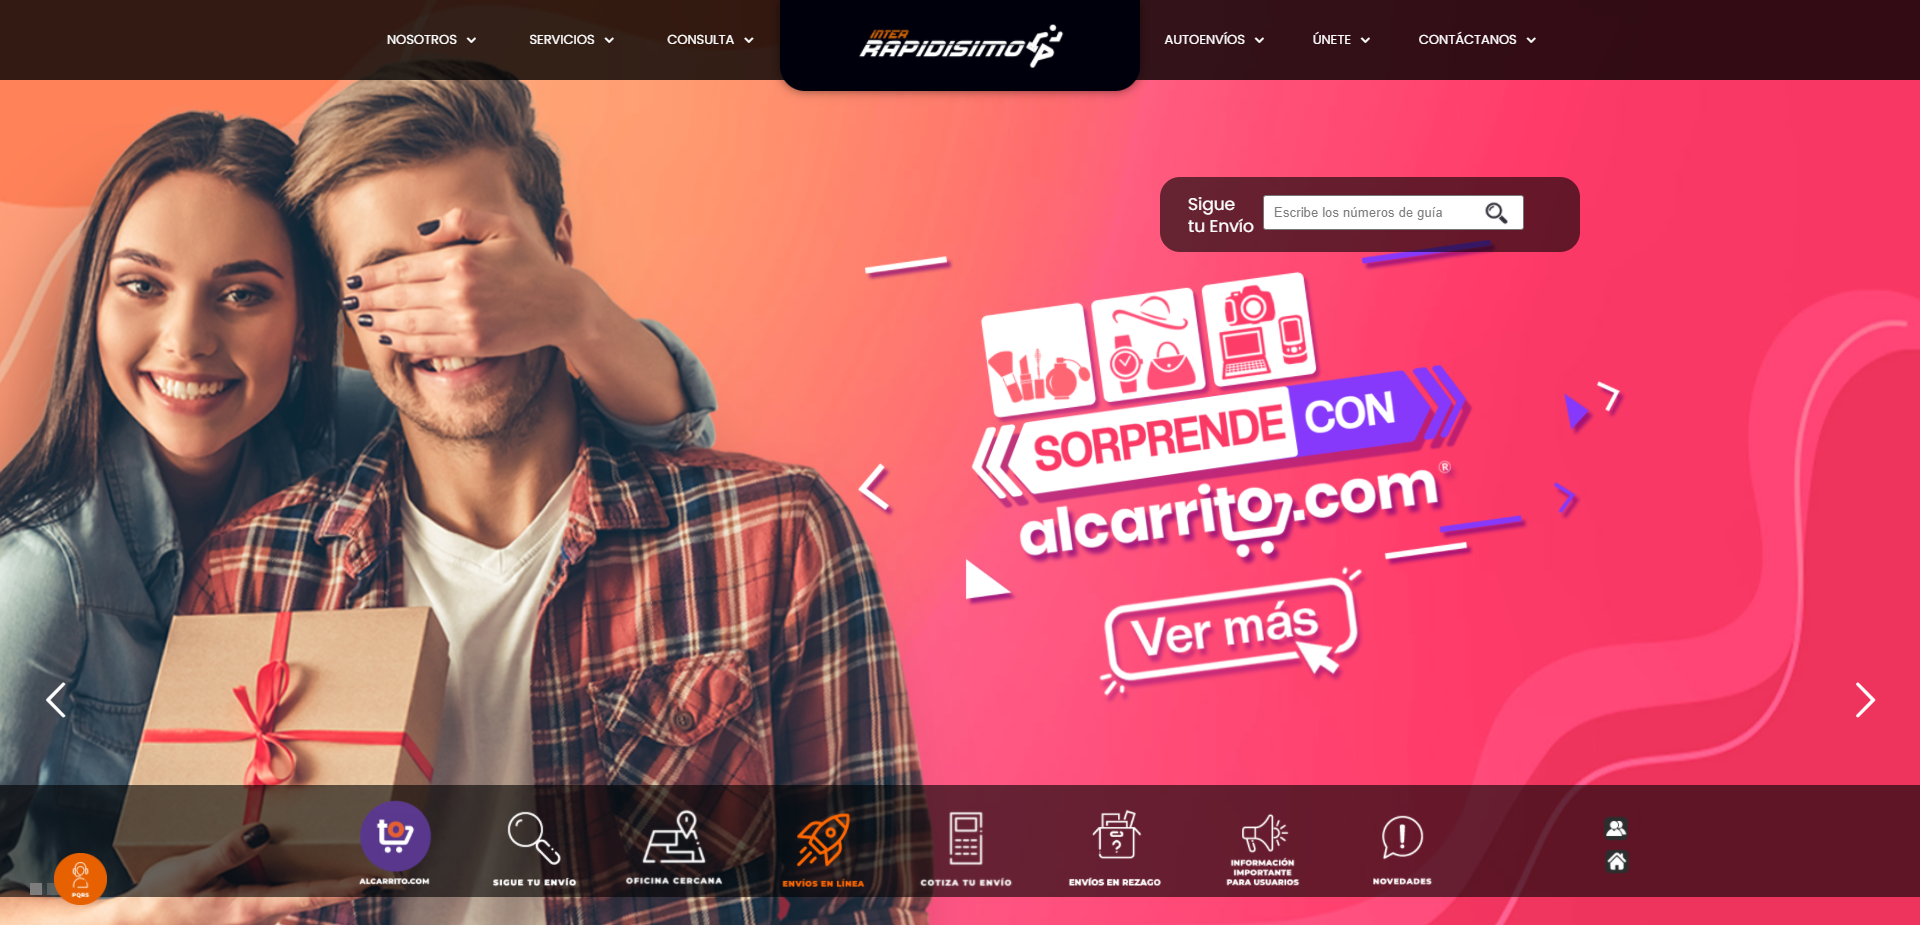 NOSOTROS
SERVICIOS
CONSULTA
INTER
RAPIDISIMO
AUTOENVÍOS
ÚNETE
CONTÁCTANOS
Sigue
tu Envío
Escribe los números de guía
SORPRENDE CON
alcarrito.com®
Ver más
ALCARRITO.COM
SIGUE TU ENVÍO
OFICINA CERCANA
ENVÍOS EN LÍNEA
COTIZA TU ENVÍO
ENVÍOS EN REZAGO
INFORMACIÓN
IMPORTANTE
PARA USUARIOS
NOVEDADES
PQRS